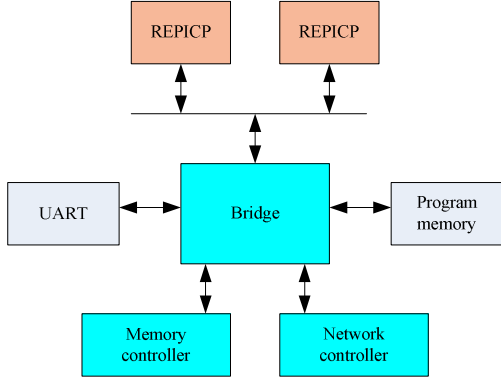 REPICP
REPICP
UART
Bridge
Program
memory
Memory
controller
Network
controller